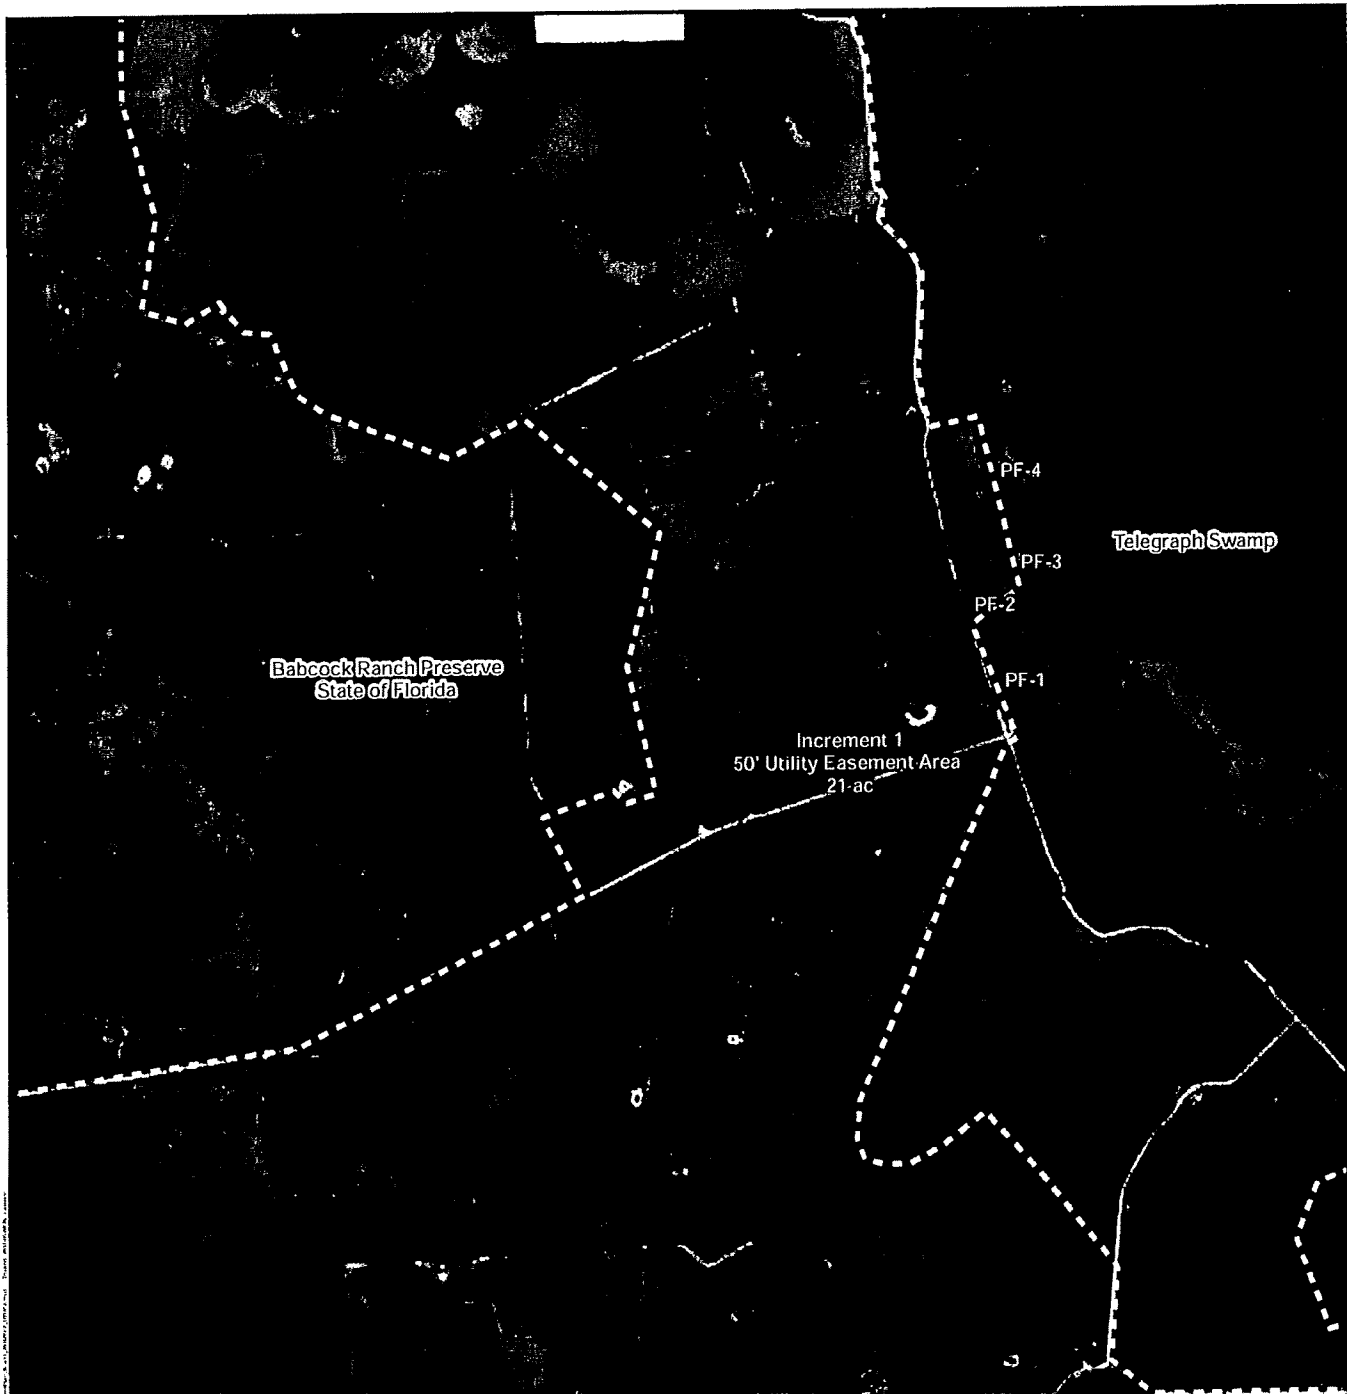 PF-4
Telegraph Swamp
PF-3
PF-2
Babcock Ranch Preserve
State of Florida
PF-1
Increment 1
50' Utility Easement Area
21-ac